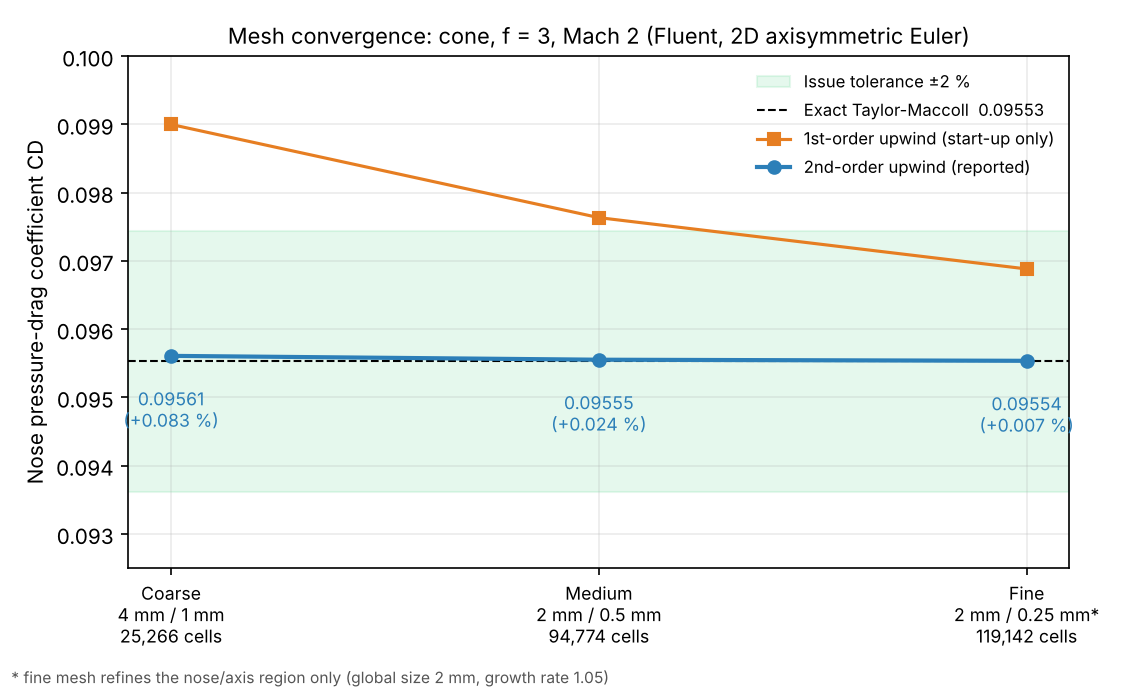 Mesh convergence: cone, f = 3, Mach 2 (Fluent, 2D axisymmetric Euler)
Nose pressure-drag coefficient CD
0.100
0.099
0.098
0.097
0.096
0.095
0.094
0.093
Issue tolerance ±2 %
Exact Taylor-Maccoll  0.09553
1st-order upwind (start-up only)
2nd-order upwind (reported)
0.09561
(+0.083 %)
0.09555
(+0.024 %)
0.09554
(+0.007 %)
Coarse
4 mm / 1 mm
25,266 cells
Medium
2 mm / 0.5 mm
94,774 cells
Fine
2 mm / 0.25 mm*
119,142 cells
* fine mesh refines the nose/axis region only (global size 2 mm, growth rate 1.05)